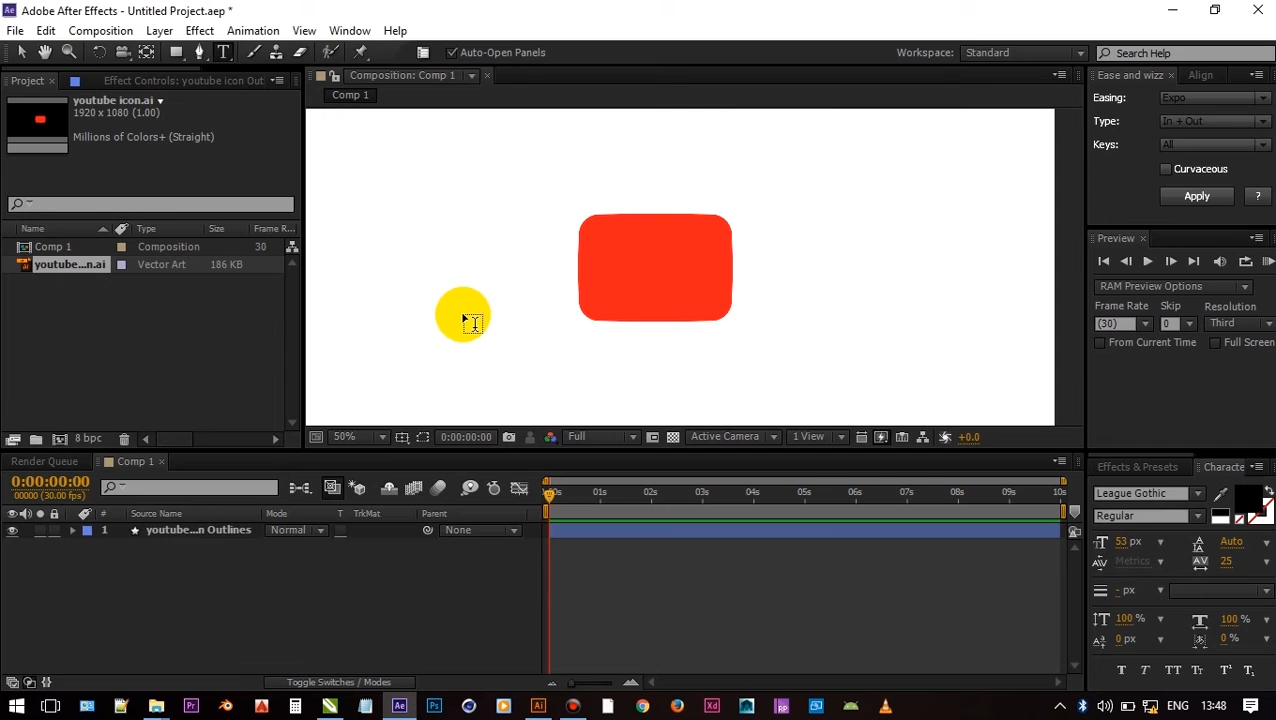 Adobe After Effects - Untitled Project.aep *
File Edit Composition Layer Effect Animation View Window Help
Auto-Open Panels
Workspace: Standard
Search Help
Project
Effect Controls: youtube icon Out
Composition: Comp 1
Ease and wizz
Align
Comp 1
youtube icon.ai
1920 x 1080 (1.00)
Millions of Colors+ (Straight)
Easing: Expo
Type: In + Out
Keys: All
Curvaceous
Apply
?
Name Type Size Frame R...
Comp 1 Composition 30
youtube...n.ai Vector Art 186 KB
Preview
RAM Preview Options
Frame Rate Skip Resolution
(30) 0 Third
From Current Time Full Screen
8 bpc
50% 0:00:00:00 Full Active Camera 1 View +0.0
Render Queue
Comp 1
0:00:00:00
00000 (30.00 fps)
# Source Name Mode T TrkMat Parent
1 youtube...n Outlines Normal None
:00s 01s 02s 03s 04s 05s 06s 07s 08s 09s 10s
Effects & Presets
Characte
League Gothic
Regular
53 px Auto
Metrics 25
- px
100 % 100 %
0 px 0 %
T T TT Tt T¹ T₁
Toggle Switches / Modes
ENG 13:48